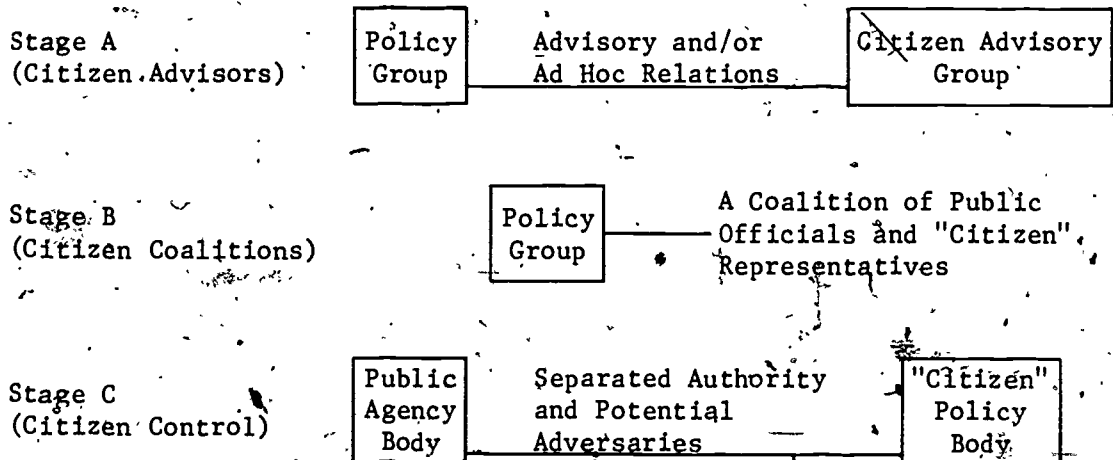 Stage A
(Citizen Advisors)
Policy
Group
Advisory and/or
Ad Hoc Relations
Citizen Advisory
Group
Stage B
(Citizen Coalitions)
Policy
Group
A Coalition of Public
Officials and "Citizen"
Representatives
Stage C
(Citizen Control)
Public
Agency
Body
Separated Authority
and Potential
Adversaries
"Citizen"
Policy
Body